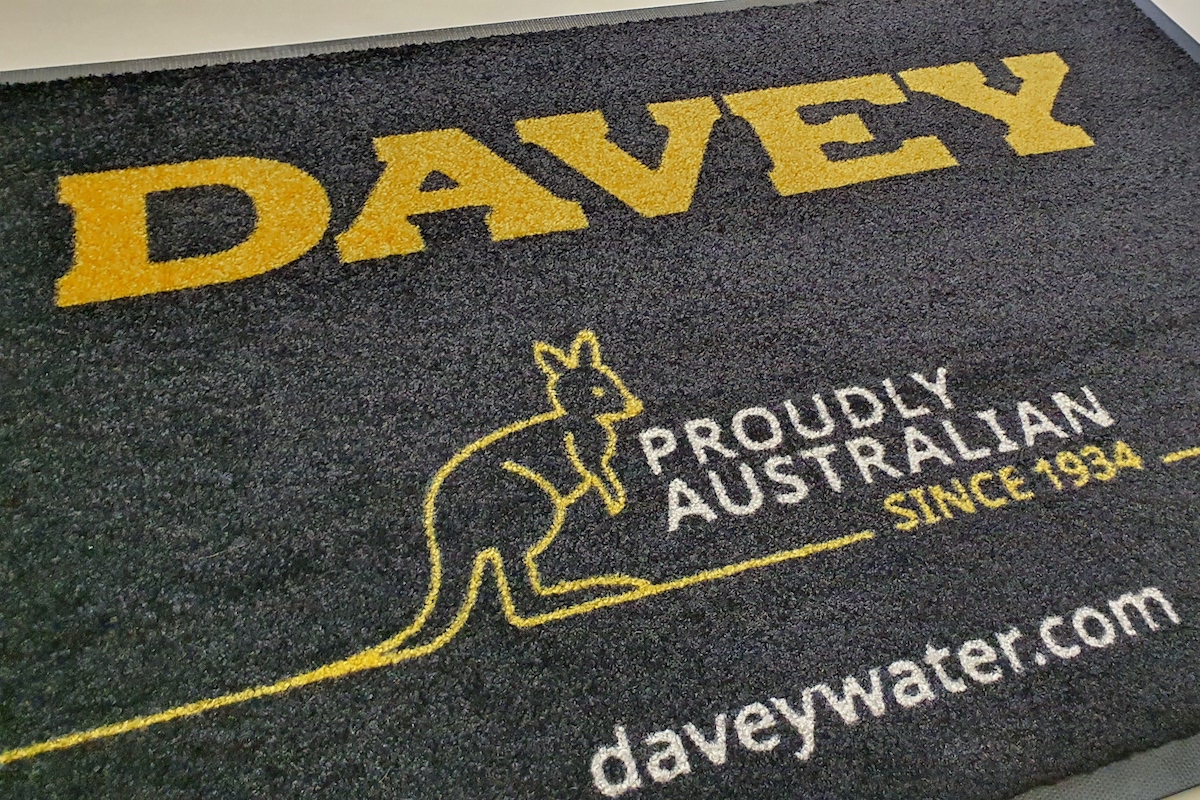 DAVEY
PROUDLY
AUSTRALIAN
SINCE 1934
daveywater.com